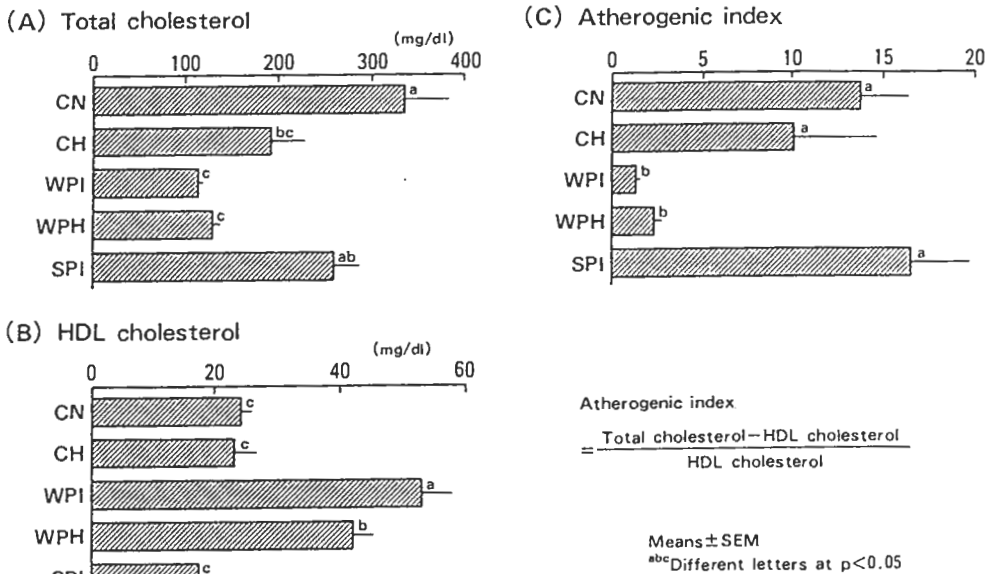 (A) Total cholesterol
(mg/dl)
0 100 200 300 400
CN a
CH bc
WPI c
WPH c
SPI ab
(B) HDL cholesterol
(mg/dl)
0 20 40 60
CN c
CH c
WPI a
WPH b
SPI c
(C) Atherogenic index
0 5 10 15 20
CN a
CH a
WPI b
WPH b
SPI a
Atherogenic index
= Total cholesterol−HDL cholesterol
HDL cholesterol
Means±SEM
abcDifferent letters at p<0.05